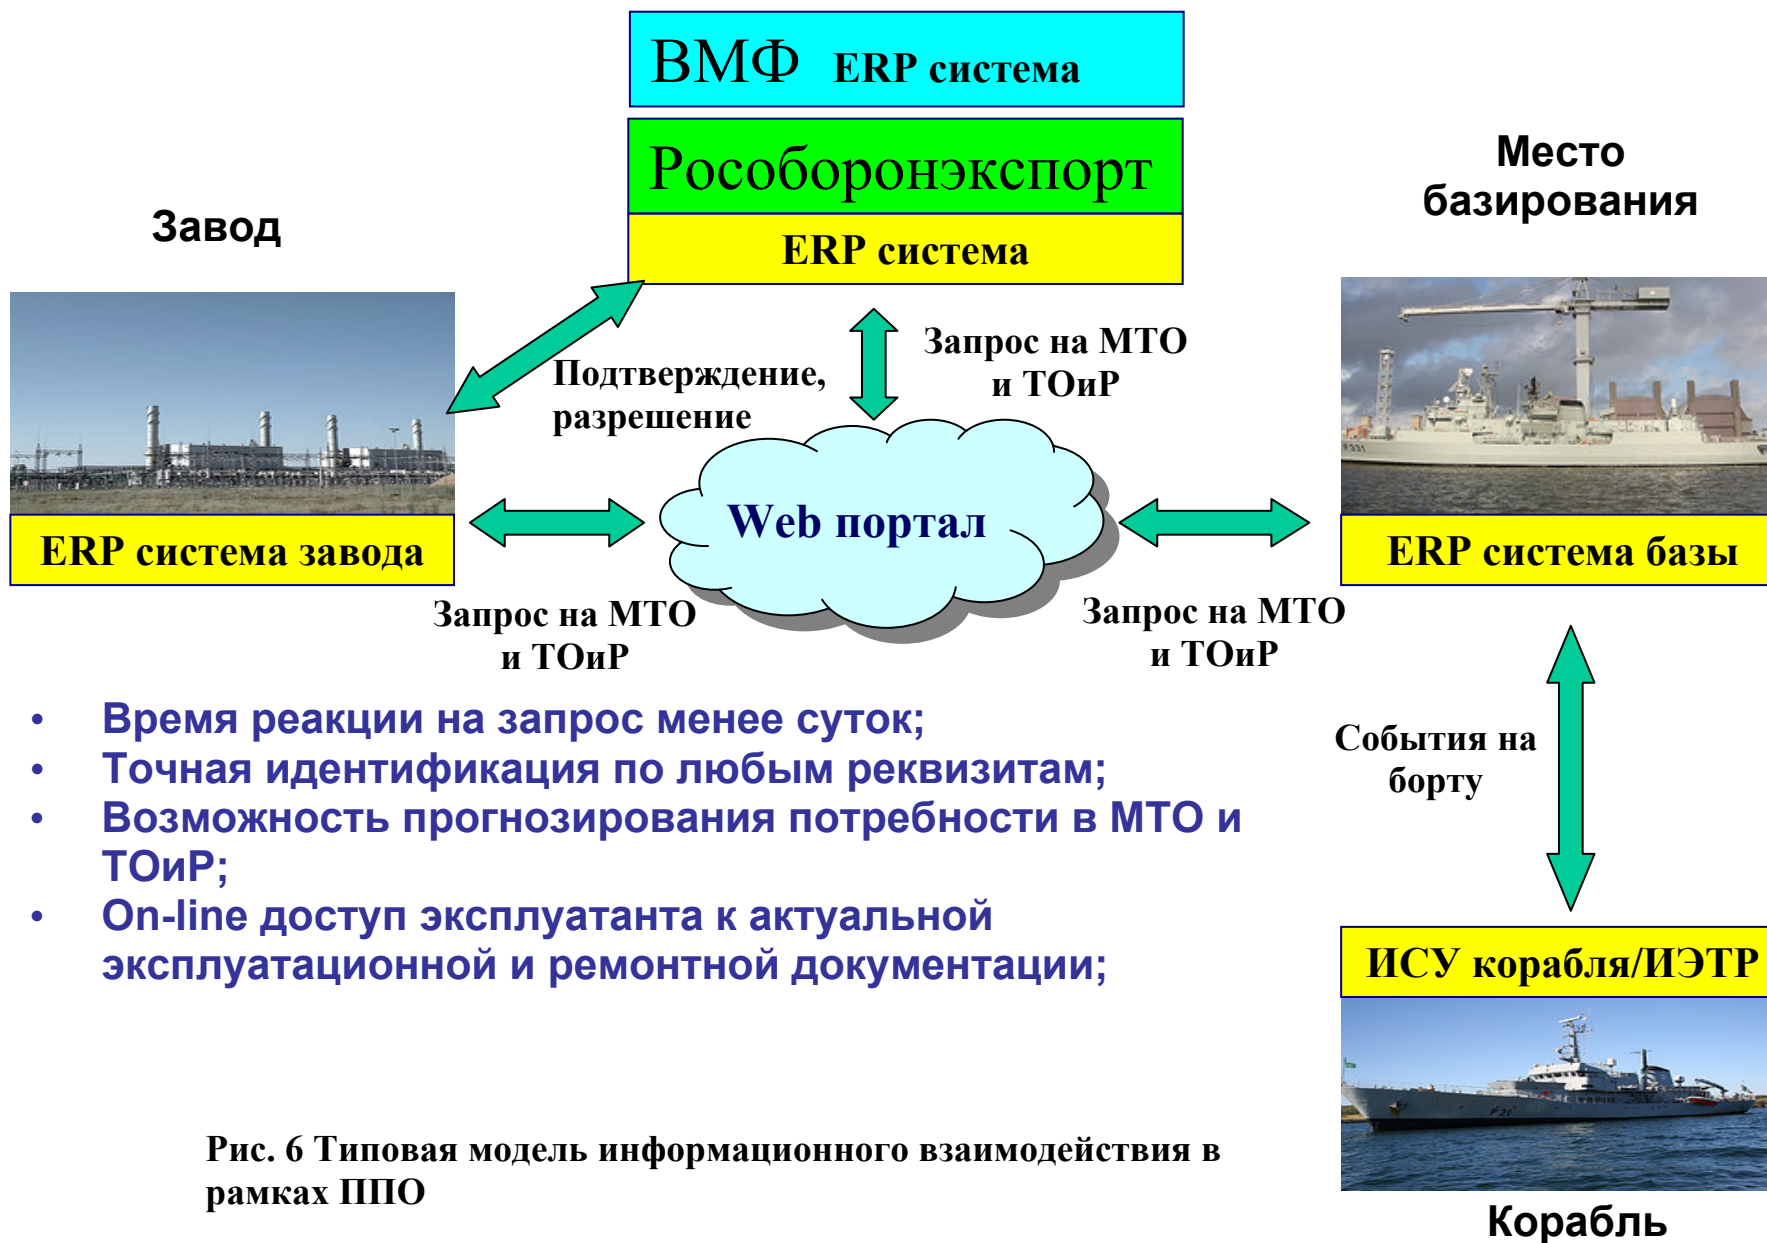 ВМФ ERP система
Рособоронэкспорт
ERP система
Завод
Место
базирования
Подтверждение,
разрешение
Запрос на МТО
и ТОиР
Web портал
ERP система завода
ERP система базы
Запрос на МТО
и ТОиР
Запрос на МТО
и ТОиР
• Время реакции на запрос менее суток;
• Точная идентификация по любым реквизитам;
• Возможность прогнозирования потребности в МТО и
ТОиР;
• On-line доступ эксплуатанта к актуальной
эксплуатационной и ремонтной документации;
События на
борту
ИСУ корабля/ИЭТР
P 21
F331
Рис. 6 Типовая модель информационного взаимодействия в
рамках ППО
Корабль